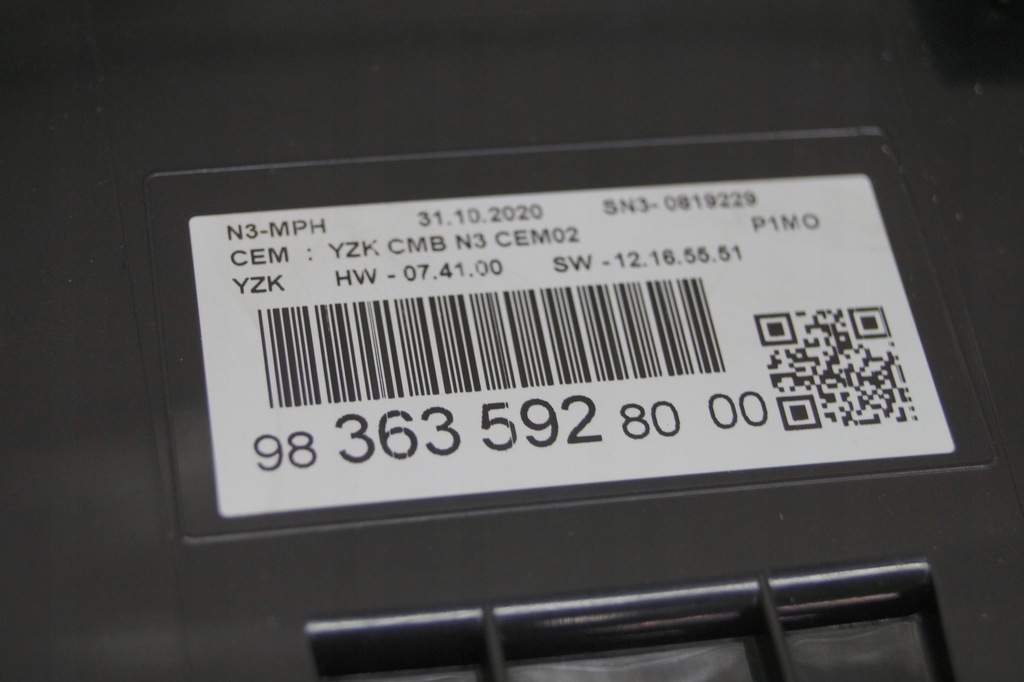 N3-MPH 31.10.2020 SN3- 0819229
CEM : YZK CMB N3 CEM02 P1MO
YZK HW - 07.41.00 SW -12.16.55.51
98 363 592 80 00